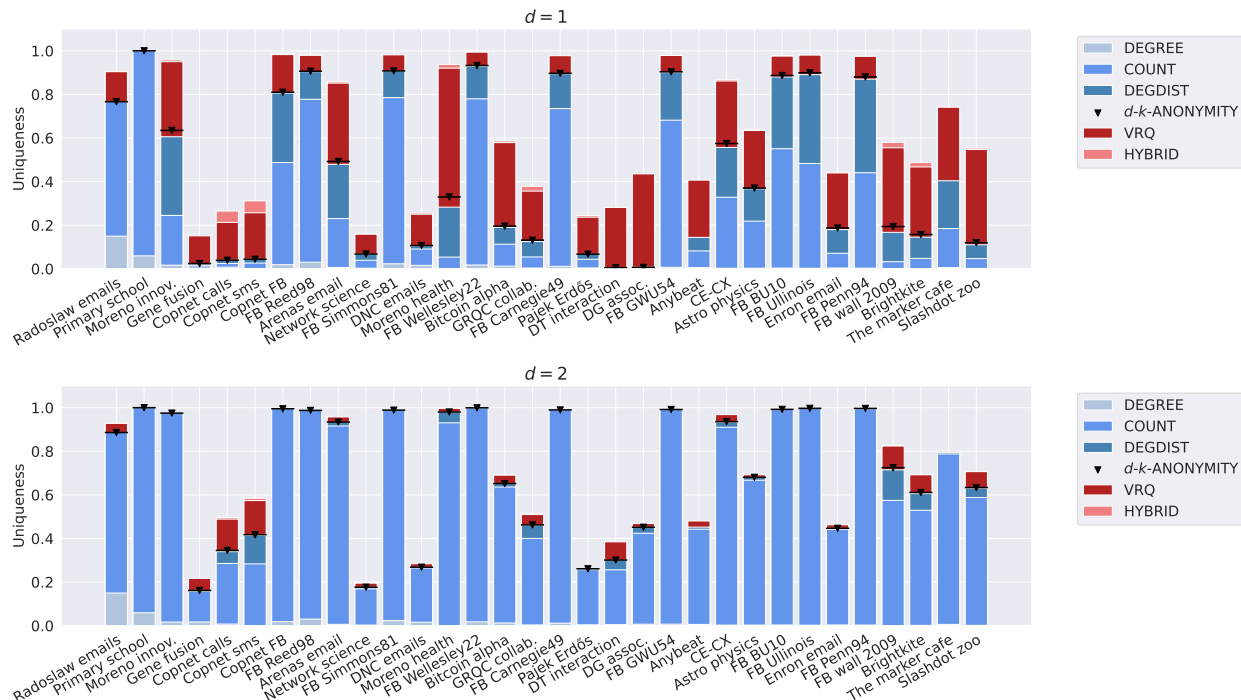 d = 1
Uniqueness
1.0
0.8
0.6
0.4
0.2
0.0
Radoslaw emails
Primary school
Moreno innov.
Gene fusion
Copnet calls
Copnet sms
Copnet FB
FB Reed98
Arenas email
Network science
FB Simmons81
DNC emails
Moreno health
FB Wellesley22
Bitcoin alpha
GRQC collab.
FB Carnegie49
Pajek Erdős
DT interaction
DG assoc.
FB GWU54
Anybeat
CE-CX
Astro physics
FB BU10
FB Ullinois
Enron email
FB Penn94
FB wall 2009
Brightkite
The marker cafe
Slashdot zoo
DEGREE
COUNT
DEGDIST
d-k-ANONYMITY
VRQ
HYBRID
d = 2
Uniqueness
1.0
0.8
0.6
0.4
0.2
0.0
Radoslaw emails
Primary school
Moreno innov.
Gene fusion
Copnet calls
Copnet sms
Copnet FB
FB Reed98
Arenas email
Network science
FB Simmons81
DNC emails
Moreno health
FB Wellesley22
Bitcoin alpha
GRQC collab.
FB Carnegie49
Pajek Erdős
DT interaction
DG assoc.
FB GWU54
Anybeat
CE-CX
Astro physics
FB BU10
FB Ullinois
Enron email
FB Penn94
FB wall 2009
Brightkite
The marker cafe
Slashdot zoo
DEGREE
COUNT
DEGDIST
d-k-ANONYMITY
VRQ
HYBRID